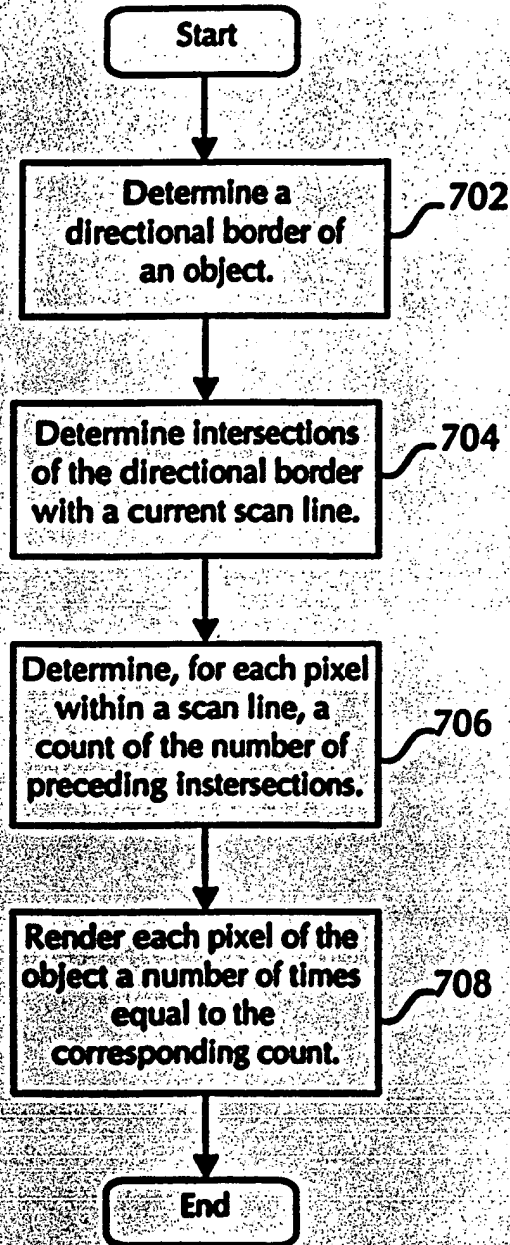 Start
Determine a
directional border of
an object.
702
Determine intersections
of the directional border
with a current scan line.
704
Determine, for each pixel
within a scan line, a
count of the number of
preceding instersections.
706
Render each pixel of the
object a number of times
equal to the
corresponding count.
708
End